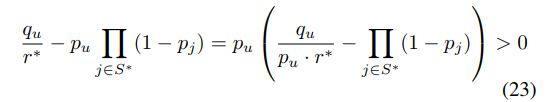 \frac{q_u}{r^*} - p_u \prod_{j \in S^*} (1 - p_j) = p_u \left( \frac{q_u}{p_u \cdot r^*} - \prod_{j \in S^*} (1 - p_j) \right) > 0
(23)